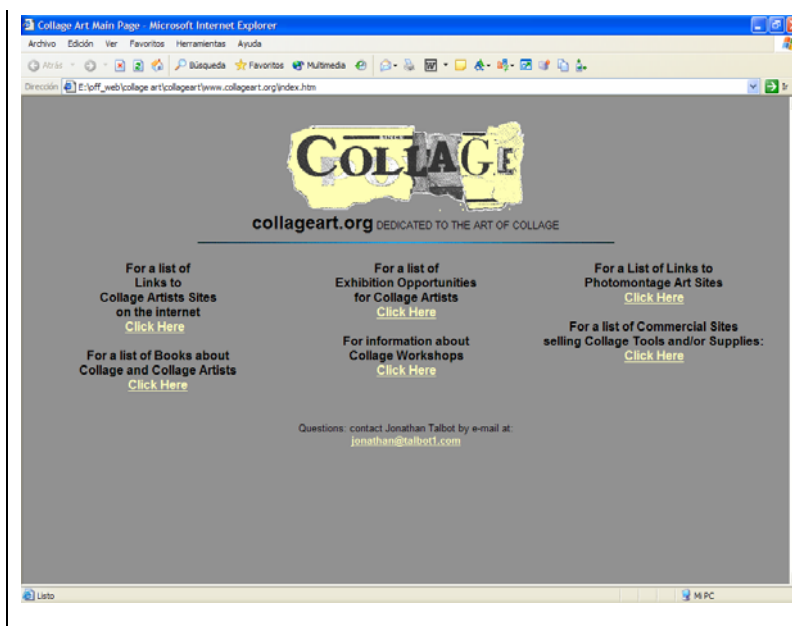 Collage Art Main Page - Microsoft Internet Explorer
Archivo Edición Ver Favoritos Herramientas Ayuda
Atrás Búsqueda Favoritos Multimedia
Dirección E:\off_web\collage art\collageart\www.collageart.org\index.htm Ir
COLLAGE
collageart.org DEDICATED TO THE ART OF COLLAGE
For a list of
Links to
Collage Artists Sites
on the internet
Click Here
For a list of Books about
Collage and Collage Artists
Click Here
For a list of
Exhibition Opportunities
for Collage Artists
Click Here
For information about
Collage Workshops
Click Here
For a List of Links to
Photomontage Art Sites
Click Here
For a list of Commercial Sites
selling Collage Tools and/or Supplies:
Click Here
Questions: contact Jonathan Talbot by e-mail at:
jonathan@talbot1.com
Listo Mi PC